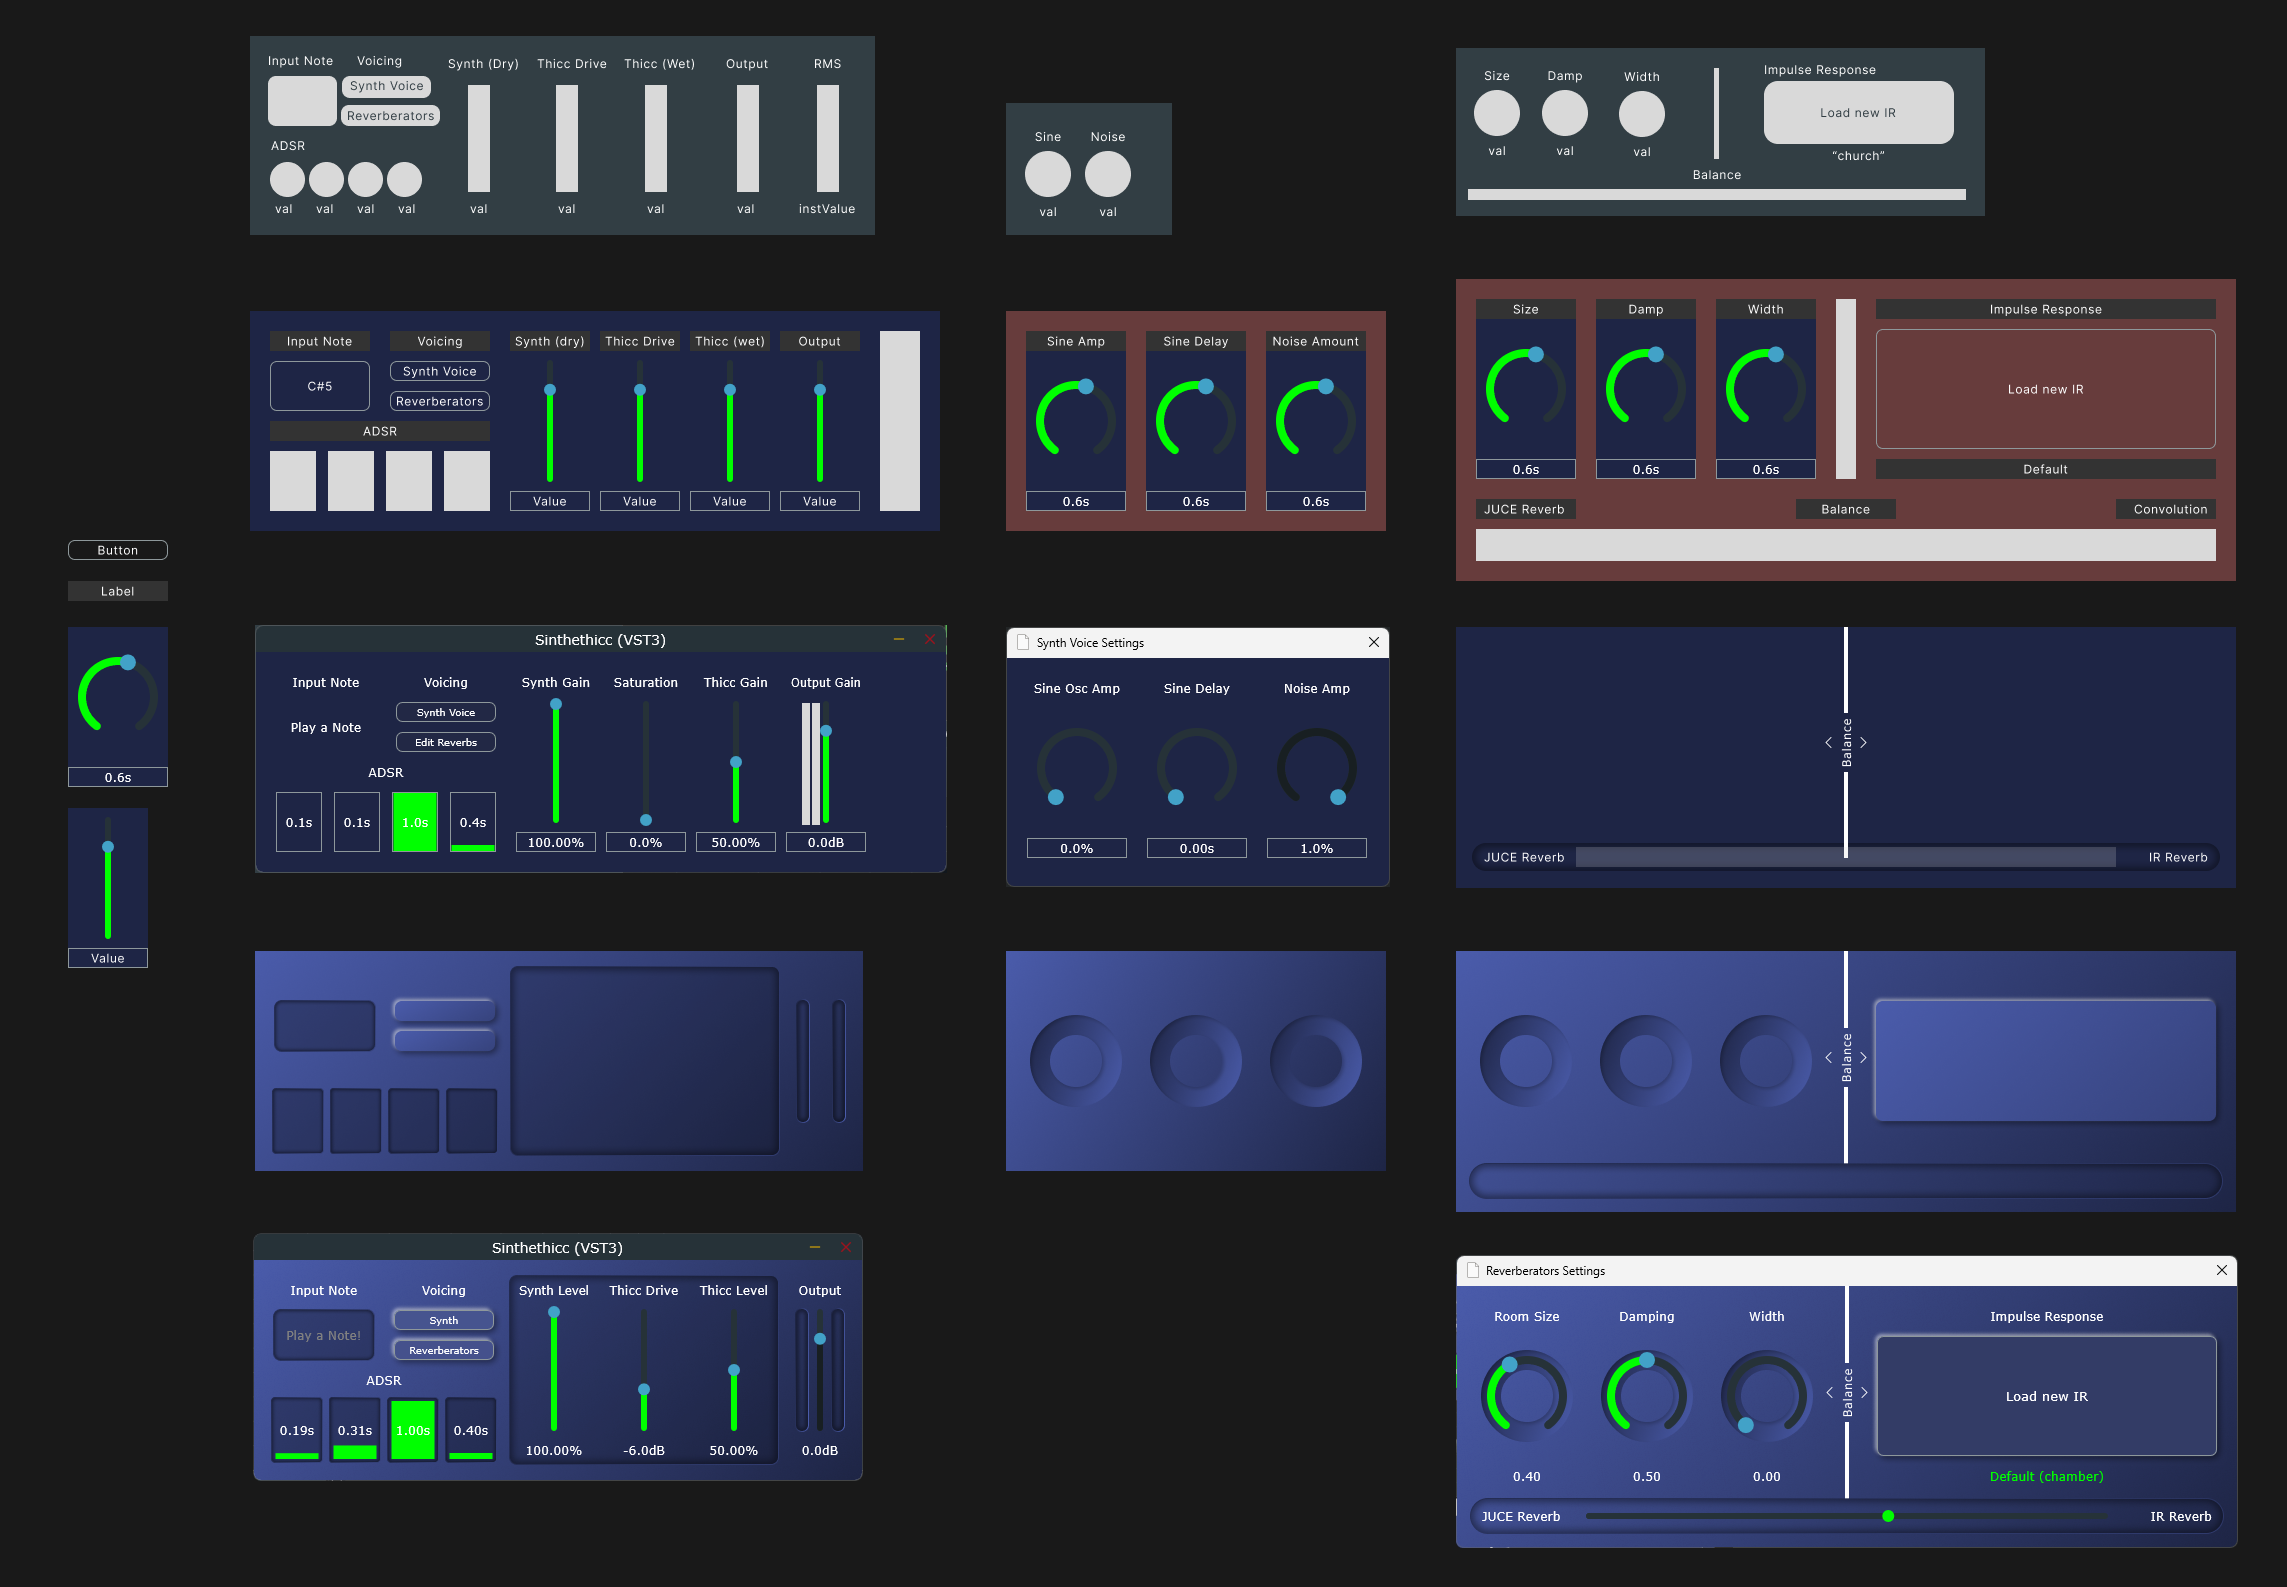 Input Note
Voicing
Synth (Dry)
Thicc Drive
Thicc (Wet)
Output
RMS
Synth Voice
Reverberators
ADSR
val
val
val
val
val
val
val
val
instValue
Sine
Noise
val
val
Size
Damp
Width
Impulse Response
Load new IR
val
val
val
“church”
Balance
Input Note
Voicing
Synth (dry)
Thicc Drive
Thicc (wet)
Output
C#5
Synth Voice
Reverberators
ADSR
Value
Value
Value
Value
Sine Amp
Sine Delay
Noise Amount
0.6s
0.6s
0.6s
Size
Damp
Width
Impulse Response
Load new IR
0.6s
0.6s
0.6s
Default
JUCE Reverb
Balance
Convolution
Button
Label
0.6s
Value
Sinthethicc (VST3)
Input Note
Voicing
Synth Gain
Saturation
Thicc Gain
Output Gain
Play a Note
Synth Voice
Edit Reverbs
ADSR
0.1s
0.1s
1.0s
0.4s
100.00%
0.0%
50.00%
0.0dB
Synth Voice Settings
Sine Osc Amp
Sine Delay
Noise Amp
0.0%
0.00s
1.0%
Balance
JUCE Reverb
IR Reverb
Balance
Sinthethicc (VST3)
Input Note
Voicing
Synth Level
Thicc Drive
Thicc Level
Output
Play a Note!
Synth
Reverberators
ADSR
0.19s
0.31s
1.00s
0.40s
100.00%
-6.0dB
50.00%
0.0dB
Reverberators Settings
Room Size
Damping
Width
Impulse Response
Balance
Load new IR
0.40
0.50
0.00
Default (chamber)
JUCE Reverb
IR Reverb